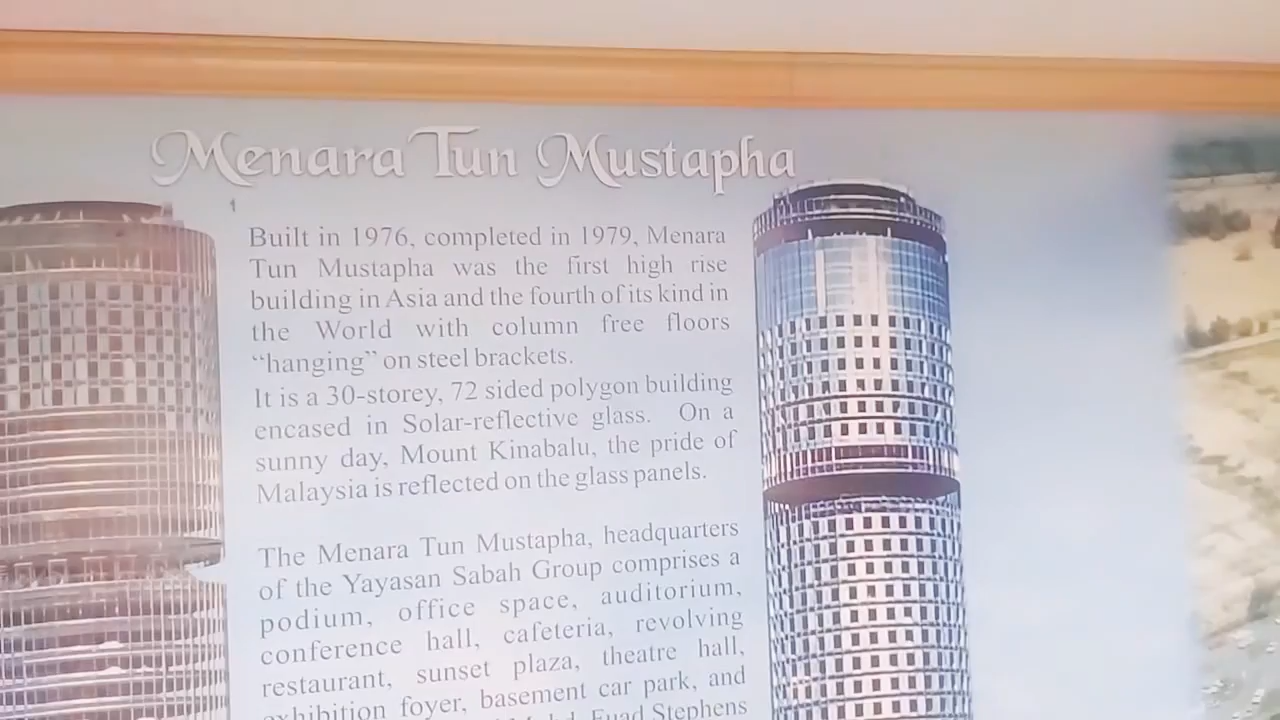 Menara Tun Mustapha
Built in 1976, completed in 1979, Menara
Tun Mustapha was the first high rise
building in Asia and the fourth of its kind in
the World with column free floors
“hanging” on steel brackets.
It is a 30-storey, 72 sided polygon building
encased in Solar-reflective glass. On a
sunny day, Mount Kinabalu, the pride of
Malaysia is reflected on the glass panels.
The Menara Tun Mustapha, headquarters
of the Yayasan Sabah Group comprises a
podium, office space, auditorium,
conference hall, cafeteria, revolving
restaurant, sunset plaza, theatre hall,
exhibition foyer, basement car park, and
Fuad Stephens